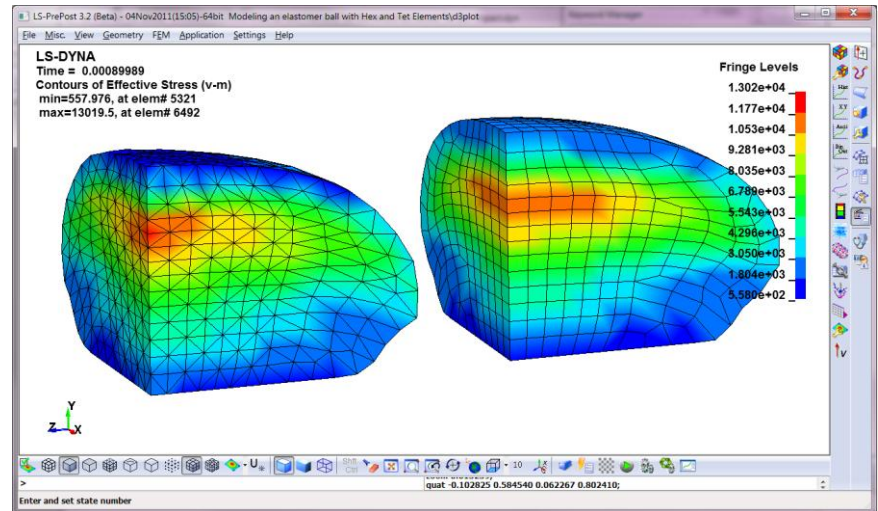 LS-PrePost 3.2 (Beta) - 04Nov2011(15:05)-64bit Modeling an elastomer ball with Hex and Tet Elements\d3plot
File Misc. View Geometry FEM Application Settings Help
LS-DYNA
Time = 0.00089989
Contours of Effective Stress (v-m)
min=557.976, at elem# 5321
max=13019.5, at elem# 6492
Fringe Levels
1.302e+04
1.177e+04
1.053e+04
9.281e+03
8.035e+03
6.789e+03
5.543e+03
4.296e+03
3.050e+03
1.804e+03
5.580e+02
Y
Z X
10
>
quat -0.102825 0.584540 0.062267 0.802410;
Enter and set state number